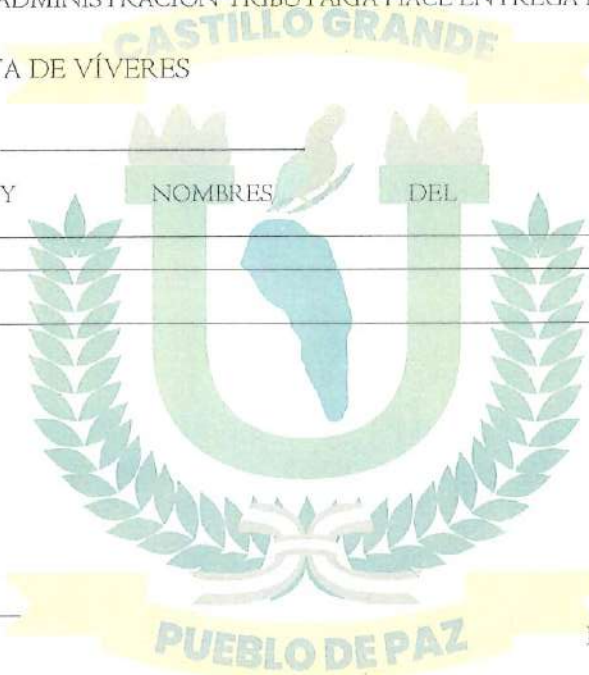 ADMINISTRACIÓN TRIBUTARIA HACE ENTREGA
CASTILLO GRANDE
DE VÍVERES
Y NOMBRES DEL
PUEBLO DE PAZ